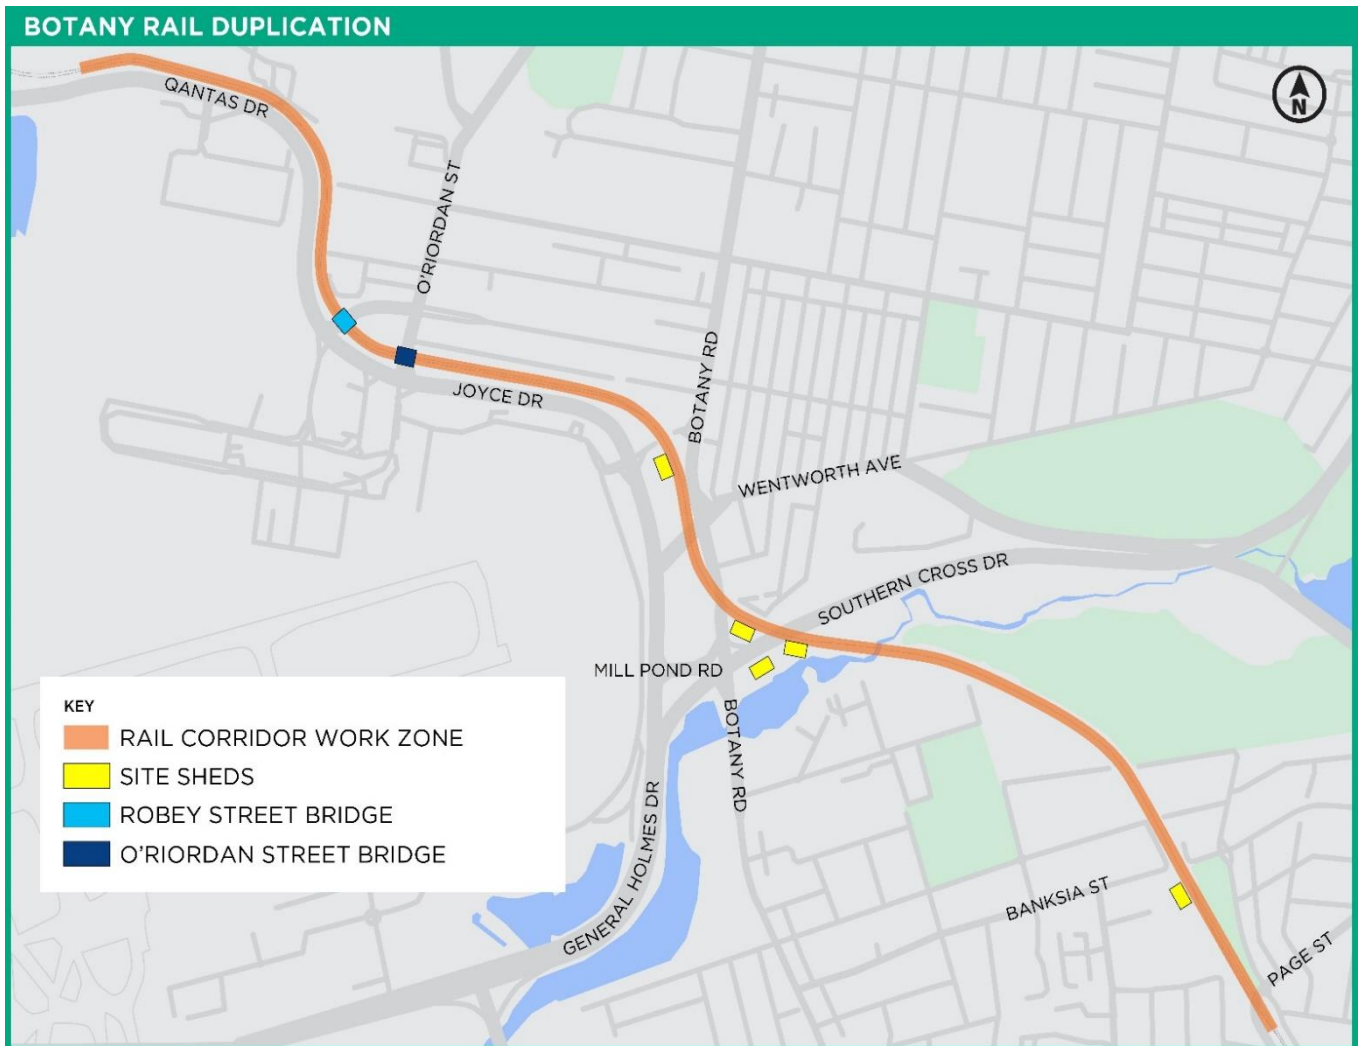 BOTANY RAIL DUPLICATION
N
QANTAS DR
O'RIORDAN ST
BOTANY RD
JOYCE DR
WENTWORTH AVE
SOUTHERN CROSS DR
MILL POND RD
BOTANY RD
GENERAL HOLMES DR
BANKSIA ST
PAGE ST
KEY
RAIL CORRIDOR WORK ZONE
SITE SHEDS
ROBEY STREET BRIDGE
O'RIORDAN STREET BRIDGE